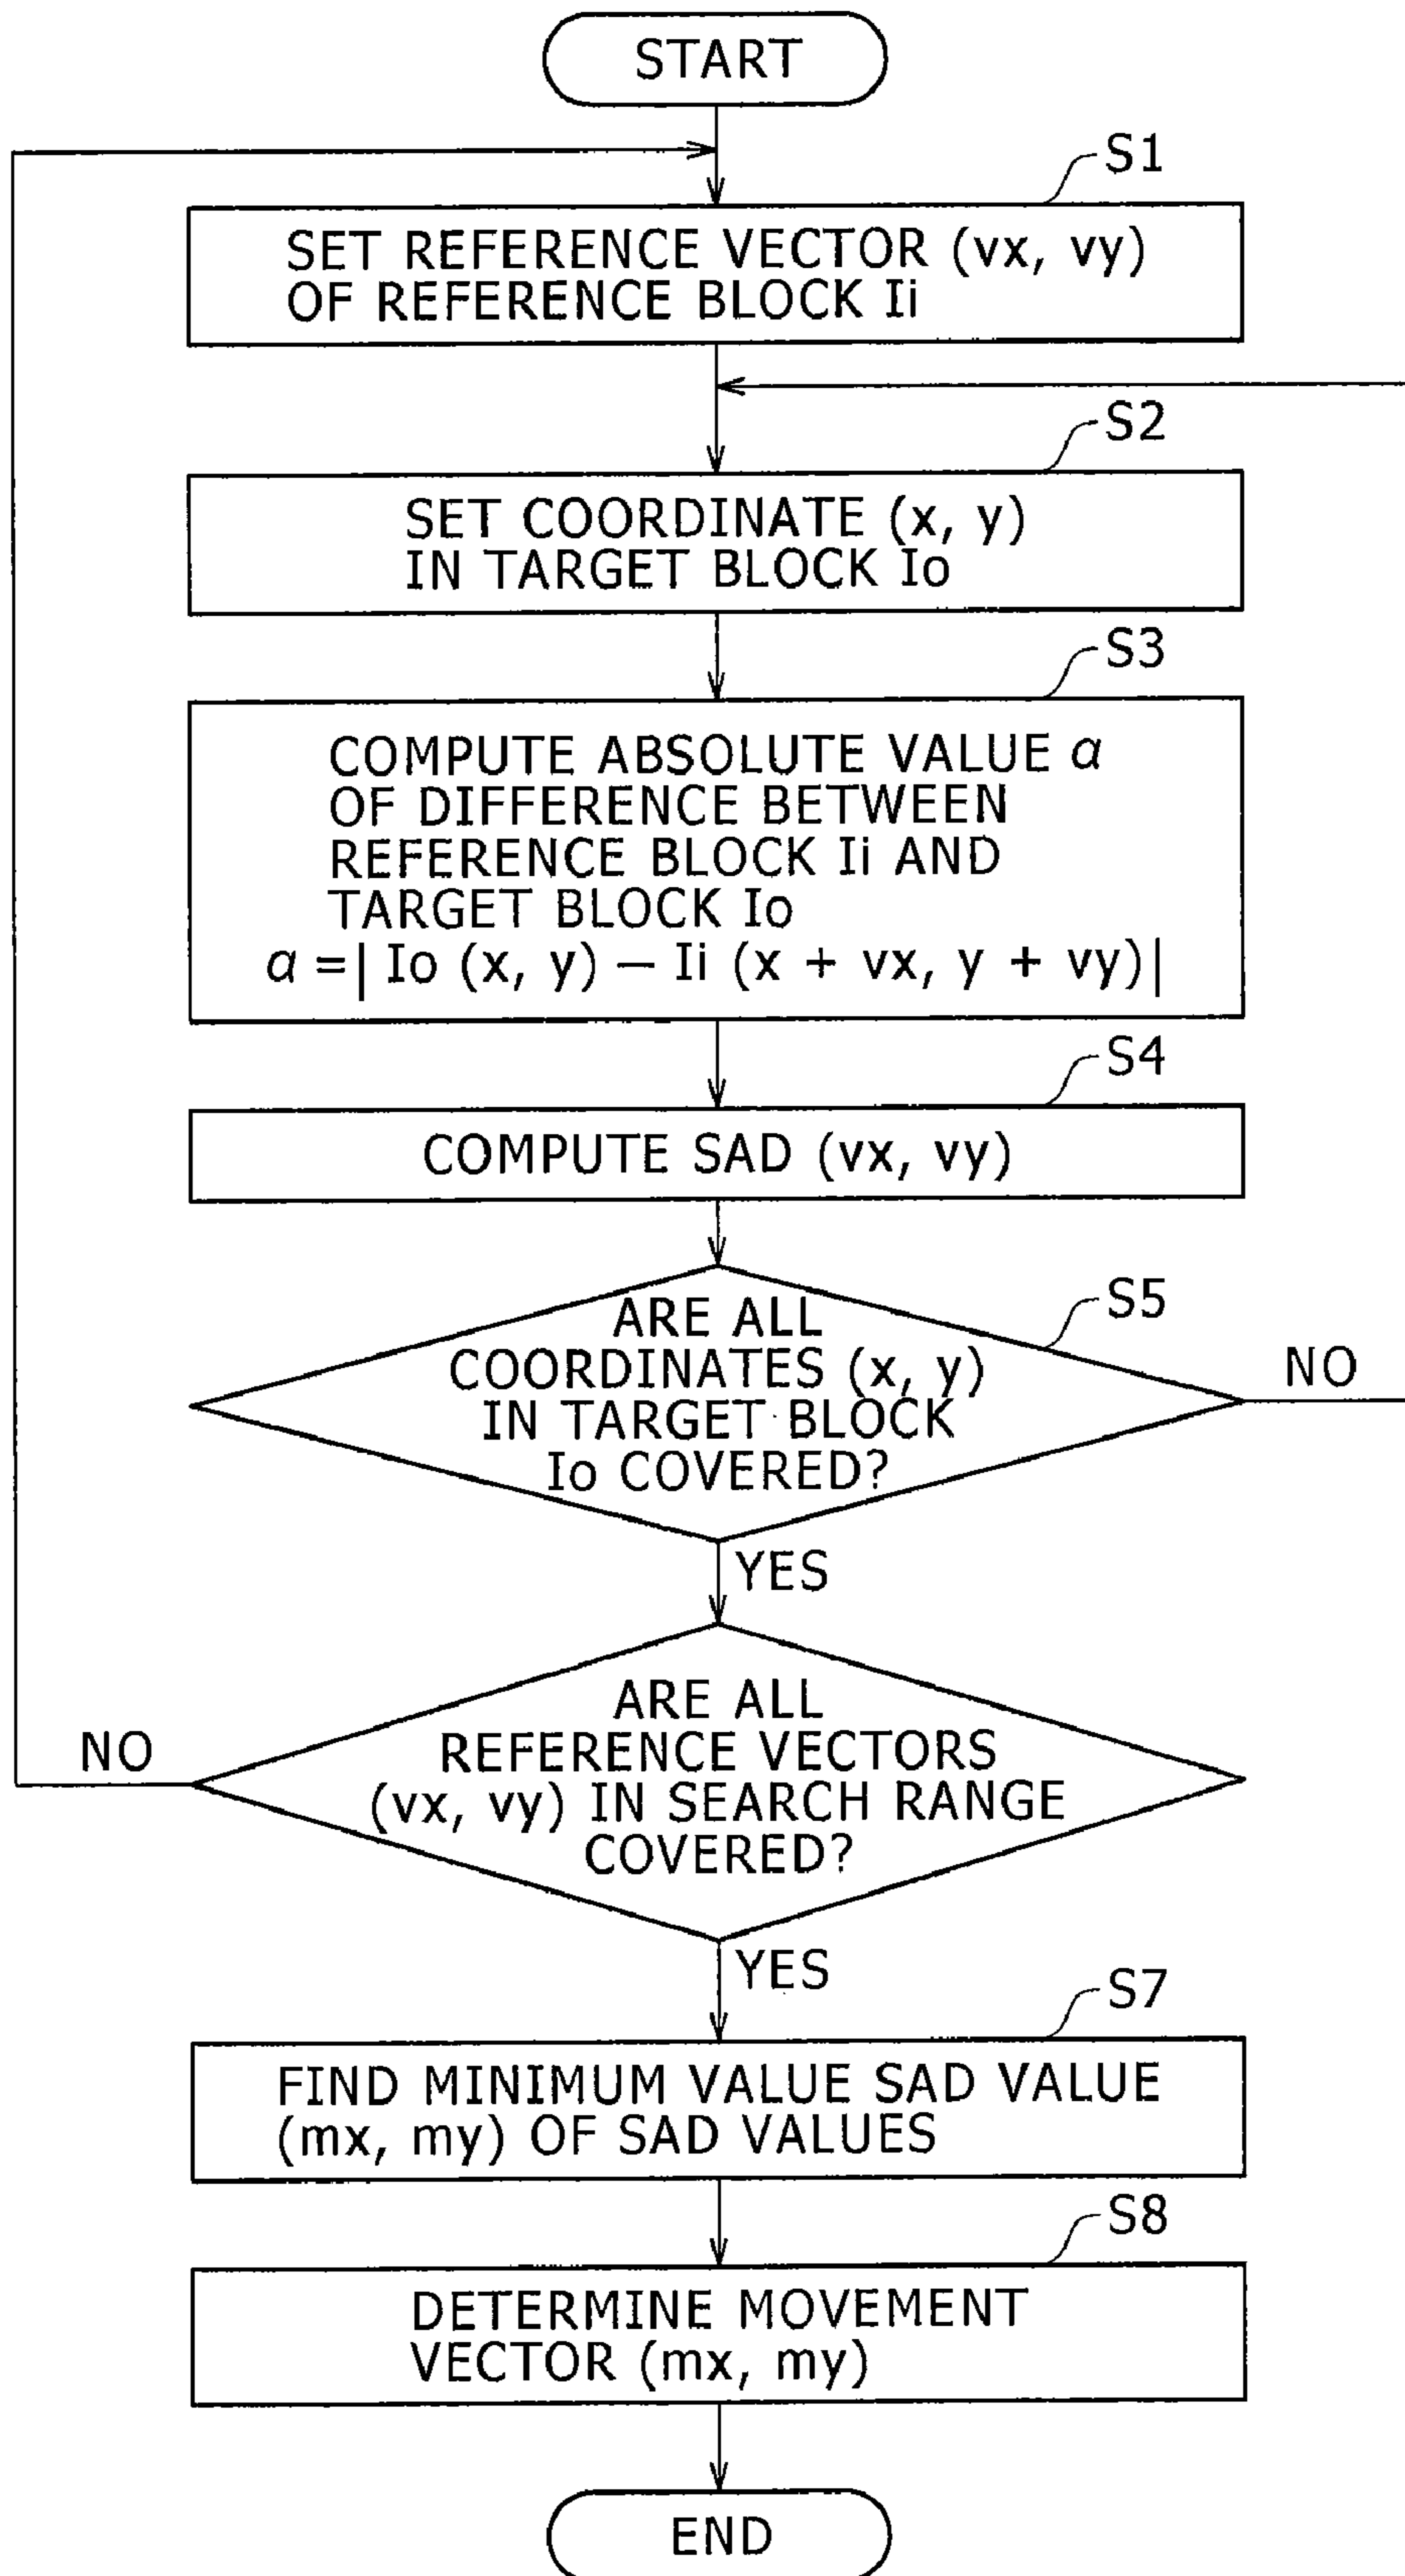 START
S1
SET REFERENCE VECTOR (vx, vy)
OF REFERENCE BLOCK Ii
S2
SET COORDINATE (x, y)
IN TARGET BLOCK Io
S3
COMPUTE ABSOLUTE VALUE α
OF DIFFERENCE BETWEEN
REFERENCE BLOCK Ii AND
TARGET BLOCK Io
α =| Io (x, y) – Ii (x + vx, y + vy)|
S4
COMPUTE SAD (vx, vy)
S5
ARE ALL
COORDINATES (x, y)
IN TARGET BLOCK
Io COVERED?
NO
YES
ARE ALL
REFERENCE VECTORS
(vx, vy) IN SEARCH RANGE
COVERED?
NO
YES
S7
FIND MINIMUM VALUE SAD VALUE
(mx, my) OF SAD VALUES
S8
DETERMINE MOVEMENT
VECTOR (mx, my)
END